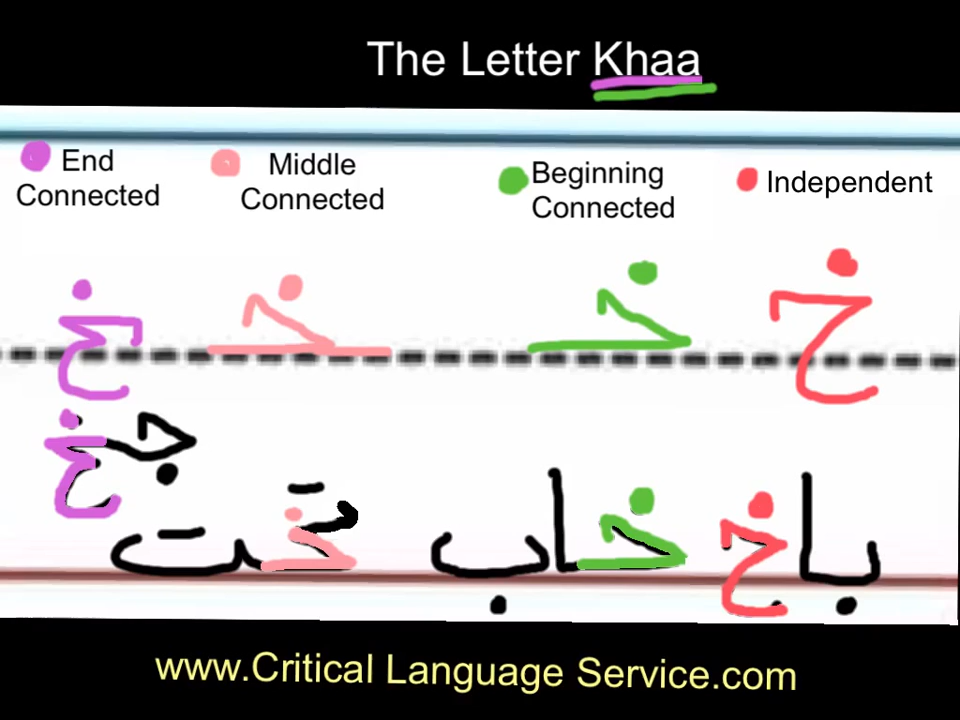 The Letter Khaa
End Connected
Middle Connected
Beginning Connected
Independent
خ خـ ـخـ ـخ
باخ خاب تخت جخ
www.Critical Language Service.com